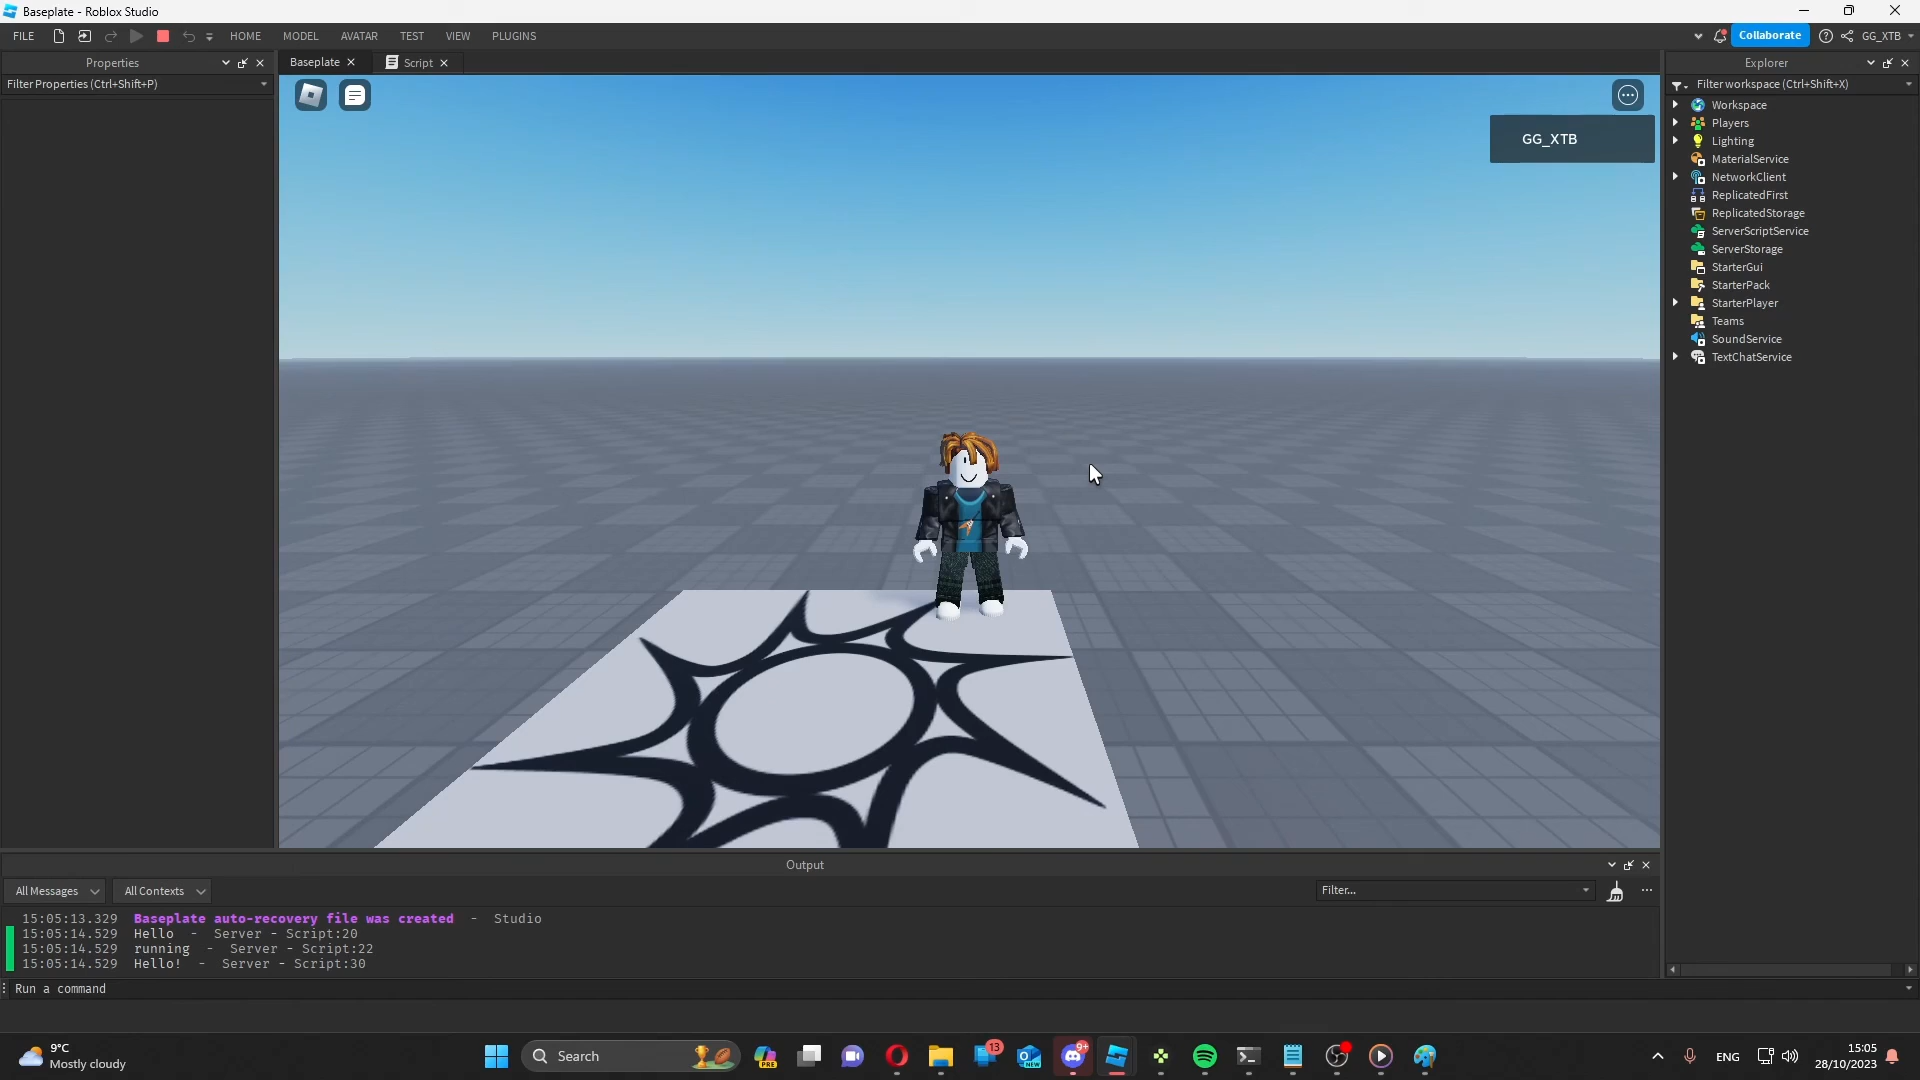 Baseplate - Roblox Studio
FILE HOME MODEL AVATAR TEST VIEW PLUGINS Collaborate GG_XTB
Properties
Filter Properties (Ctrl+Shift+P)
Baseplate Script
GG_XTB
Explorer
Filter workspace (Ctrl+Shift+X)
Workspace
Players
Lighting
MaterialService
NetworkClient
ReplicatedFirst
ReplicatedStorage
ServerScriptService
ServerStorage
StarterGui
StarterPack
StarterPlayer
Teams
SoundService
TextChatService
Output
All Messages All Contexts Filter...
15:05:13.329 Baseplate auto-recovery file was created - Studio
15:05:14.529 Hello - Server - Script:20
15:05:14.529 running - Server - Script:22
15:05:14.529 Hello! - Server - Script:30
Run a command
9°C
Mostly cloudy
Search
PRE
13
NEW
9+
ENG
15:05
28/10/2023